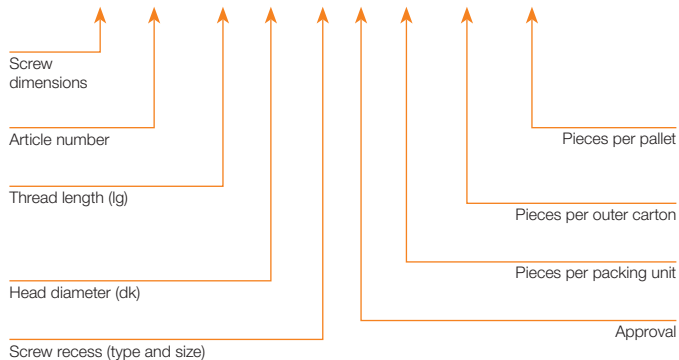 Screw
dimensions
Article number
Pieces per pallet
Thread length (lg)
Pieces per outer carton
Pieces per packing unit
Head diameter (dk)
Approval
Screw recess (type and size)